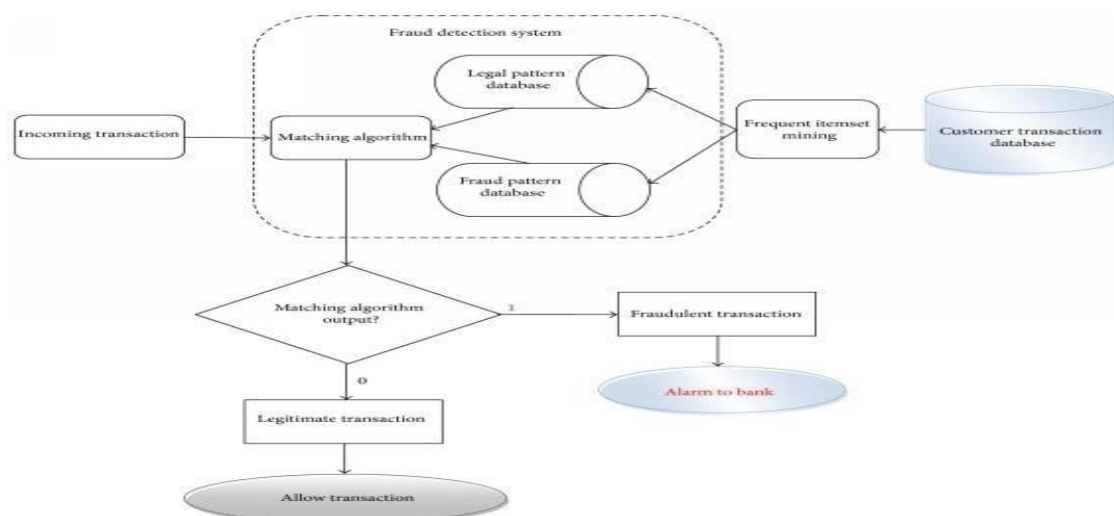 Fraud detection system
Legal pattern
database
Incoming transaction
Matching algorithm
Frequent itemset
mining
Customer transaction
database
Fraud pattern
database
Matching algorithm
output?
1
Fraudulent transaction
0
Alarm to bank
Legitimate transaction
Allow transaction